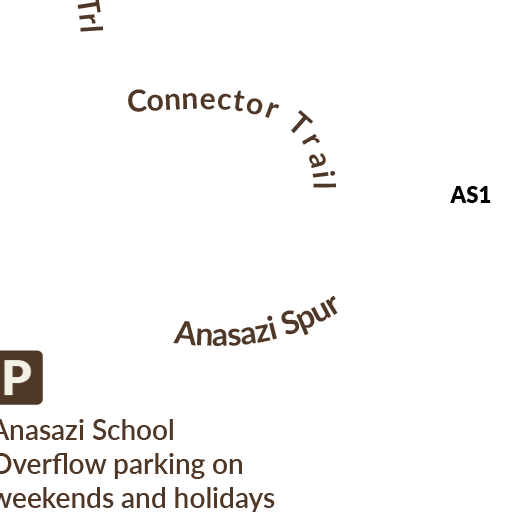 Trl
Connector Trail
AS1
Anasazi Spur
P
Anasazi School
Overflow parking on
weekends and holidays